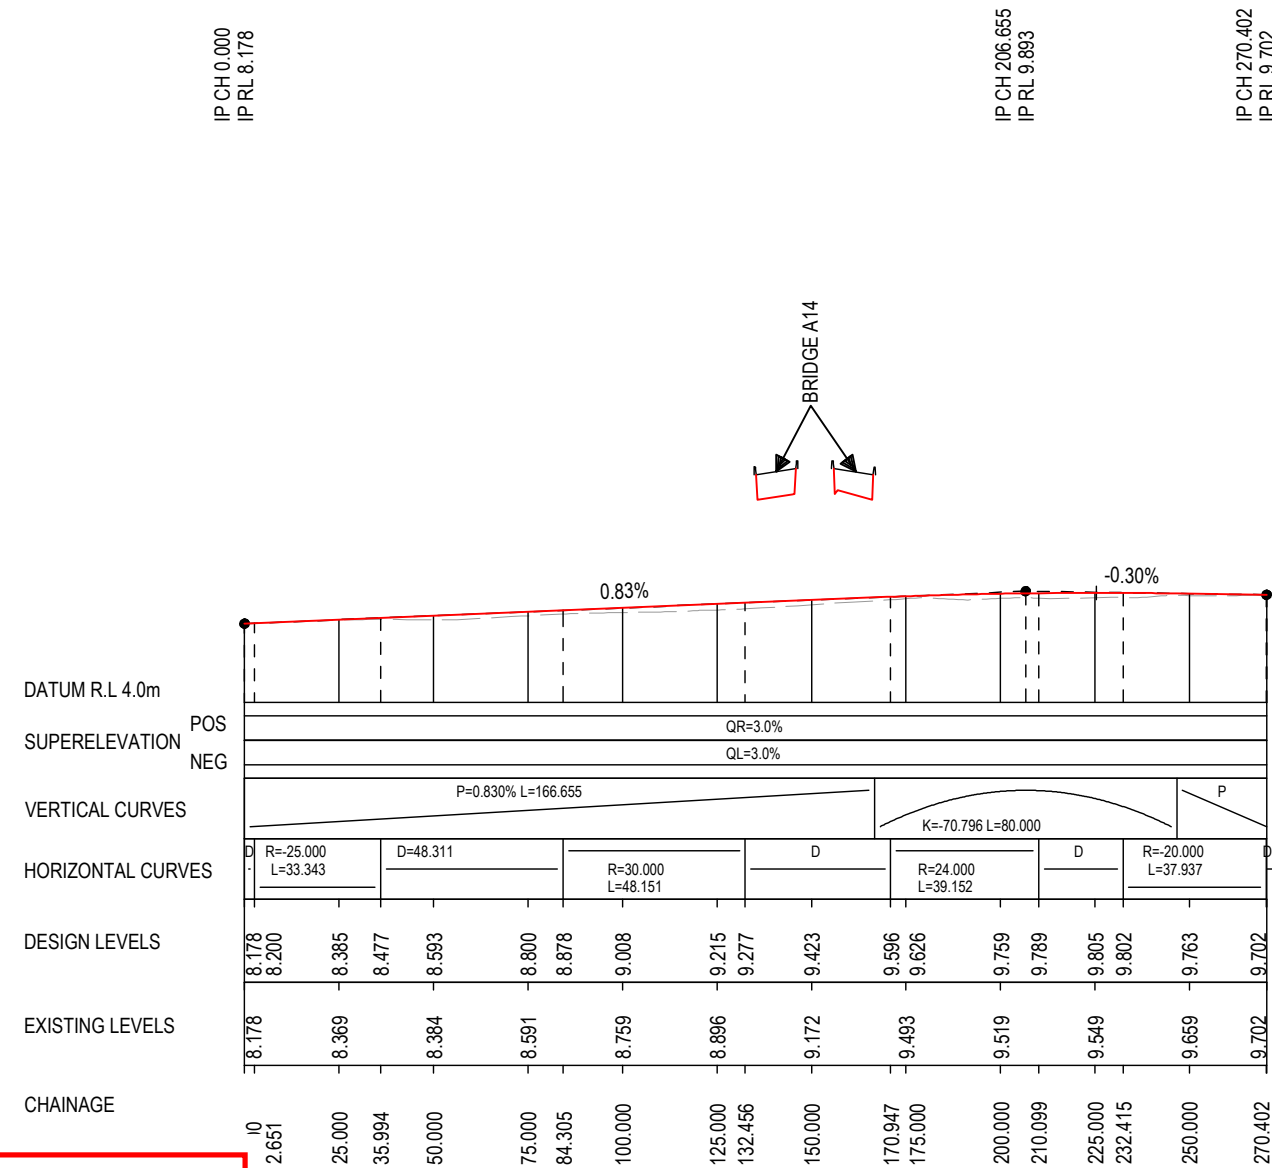 IP CH 0.000
IP RL 8.178
IP CH 206.655
IP RL 9.893
IP CH 270.402
IP RL 9.702
BRIDGE A14
0.83%
-0.30%
DATUM R.L 4.0m
SUPERELEVATION
POS
NEG
QR=3.0%
QL=3.0%
VERTICAL CURVES
P=0.830% L=166.655
K=-70.796 L=80.000
P
HORIZONTAL CURVES
D
R=-25.000
L=33.343
D=48.311
R=30.000
L=48.151
D
R=24.000
L=39.152
D
R=-20.000
L=37.937
D
DESIGN LEVELS
8.178
8.200
8.385
8.477
8.593
8.800
8.878
9.008
9.215
9.277
9.423
9.596
9.626
9.759
9.789
9.805
9.802
9.763
9.702
EXISTING LEVELS
8.178
8.369
8.384
8.591
8.759
8.896
9.172
9.493
9.519
9.549
9.659
9.702
CHAINAGE
2.651
25.000
35.994
50.000
75.000
84.305
100.000
125.000
132.456
150.000
170.947
175.000
200.000
210.099
225.000
232.415
250.000
270.402